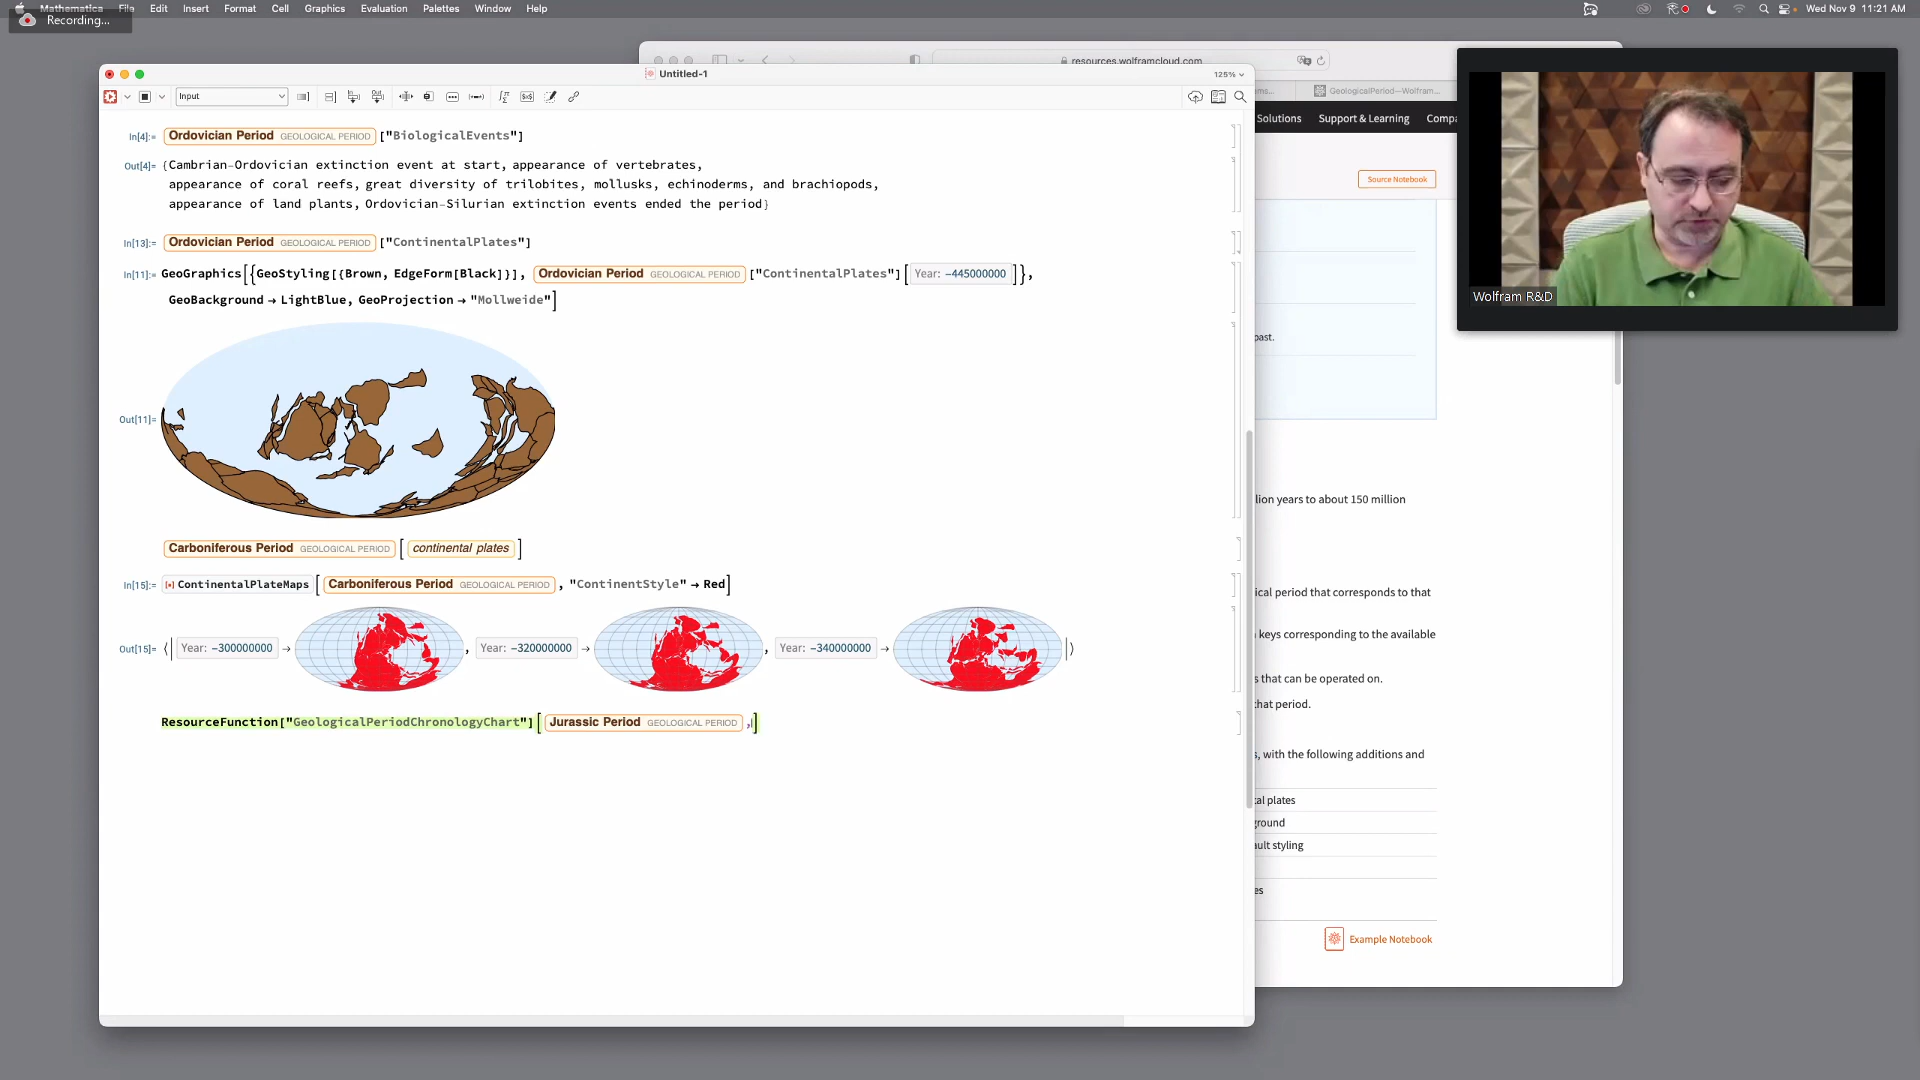 Mathematica File Edit Insert Format Cell Graphics Evaluation Palettes Window Help
Wed Nov 9 11:21 AM
Recording...
resources.wolframcloud.com
Untitled-1
125%
Input
GeologicalPeriod—Wolfram...
Solutions Support & Learning
Source Notebook
In[4]:= Ordovician Period GEOLOGICAL PERIOD ["BiologicalEvents"]
Out[4]= {Cambrian-Ordovician extinction event at start, appearance of vertebrates,
appearance of coral reefs, great diversity of trilobites, mollusks, echinoderms, and brachiopods,
appearance of land plants, Ordovician-Silurian extinction events ended the period}
In[13]:= Ordovician Period GEOLOGICAL PERIOD ["ContinentalPlates"]
In[11]:= GeoGraphics[{GeoStyling[{Brown, EdgeForm[Black]}], Ordovician Period GEOLOGICAL PERIOD ["ContinentalPlates"][Year: -445000000]},
GeoBackground → LightBlue, GeoProjection → "Mollweide"]
Out[11]=
Carboniferous Period GEOLOGICAL PERIOD [continental plates]
In[15]:= ContinentalPlateMaps[Carboniferous Period GEOLOGICAL PERIOD, "ContinentStyle" → Red]
Out[15]= <|Year: -300000000 → , Year: -320000000 → , Year: -340000000 → |>
ResourceFunction["GeologicalPeriodChronologyChart"][Jurassic Period GEOLOGICAL PERIOD ,]
Wolfram R&D
past.
lion years to about 150 million
ical period that corresponds to that
keys corresponding to the available
s that can be operated on.
that period.
s, with the following additions and
tal plates
ground
ault styling
es
Example Notebook